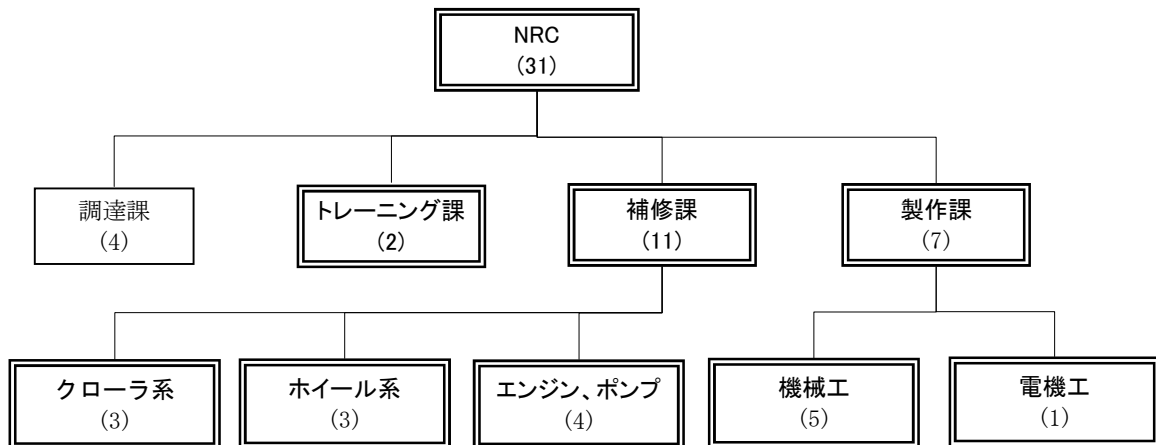 NRC
(31)
調達課
(4)
トレーニング課
(2)
補修課
(11)
製作課
(7)
クローラ系
(3)
ホイール系
(3)
エンジン、ポンプ
(4)
機械工
(5)
電機工
(1)